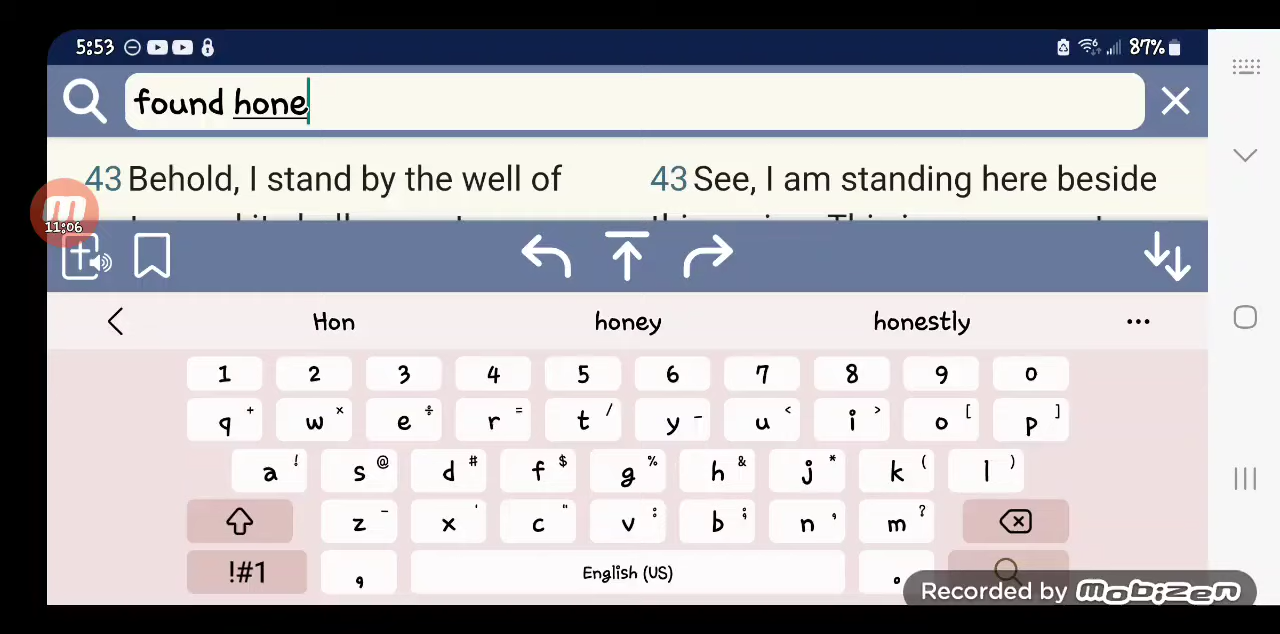 5:53
87%
found hone
43 Behold, I stand by the well of
43 See, I am standing here beside
11:06
Hon honey honestly ...
1 2 3 4 5 6 7 8 9 0
q + w × e ÷ r = t / y - u < i > o [ p ]
a ! s @ d # f $ g % h & j * k ( l )
z - x ' c " v : b ; n , m ?
!#1 , English (US) .
Recorded by mobizen